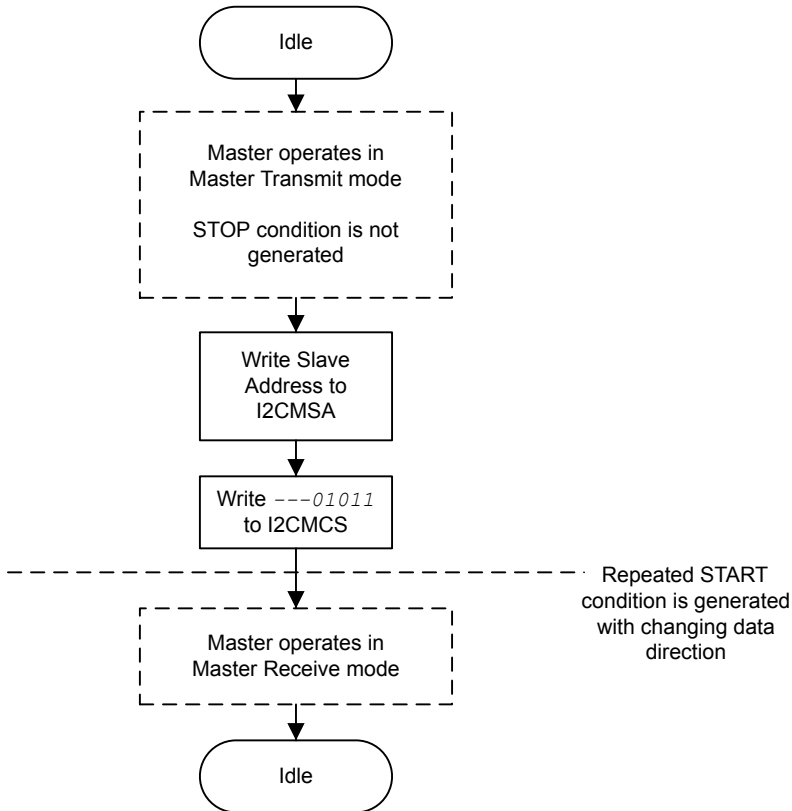 Idle
Master operates in
Master Transmit mode
STOP condition is not
generated
Write Slave
Address to
I2CMSA
Write ---01011
to I2CMCS
Repeated START
condition is generated
with changing data
direction
Master operates in
Master Receive mode
Idle